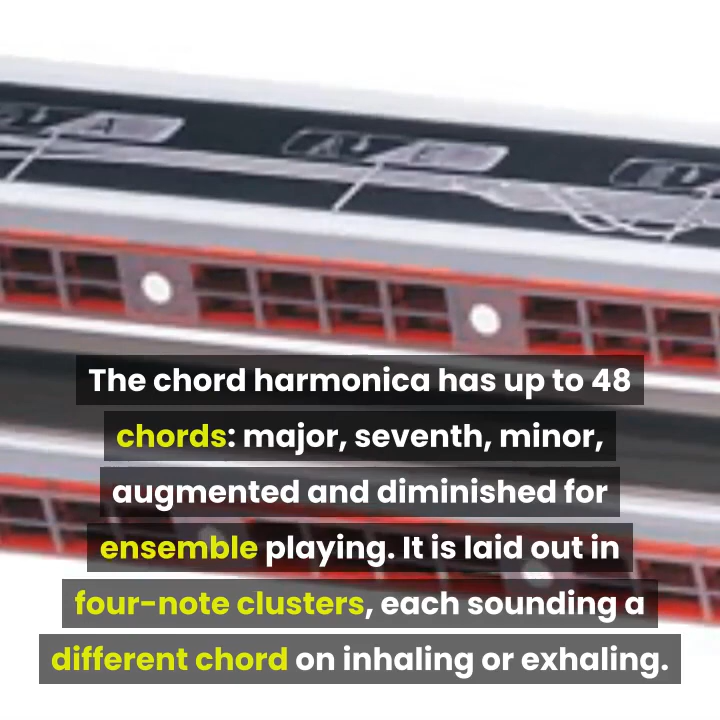 A
The chord harmonica has up to 48
chords: major, seventh, minor,
augmented and diminished for
ensemble playing. It is laid out in
four-note clusters, each sounding a
different chord on inhaling or exhaling.